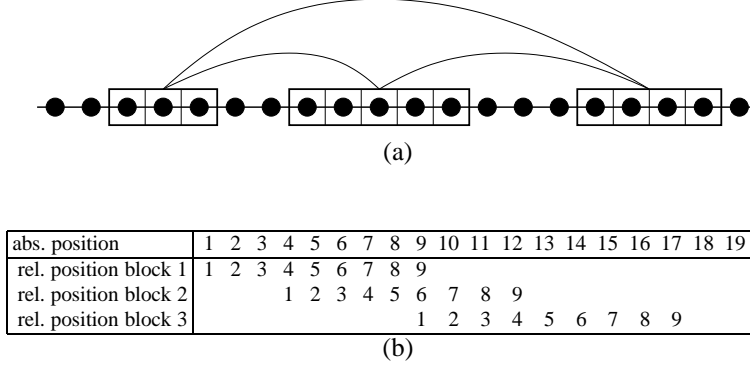 (a)
abs. position 1 2 3 4 5 6 7 8 9 10 11 12 13 14 15 16 17 18 19
rel. position block 1 1 2 3 4 5 6 7 8 9
rel. position block 2 1 2 3 4 5 6 7 8 9
rel. position block 3 1 2 3 4 5 6 7 8 9
(b)